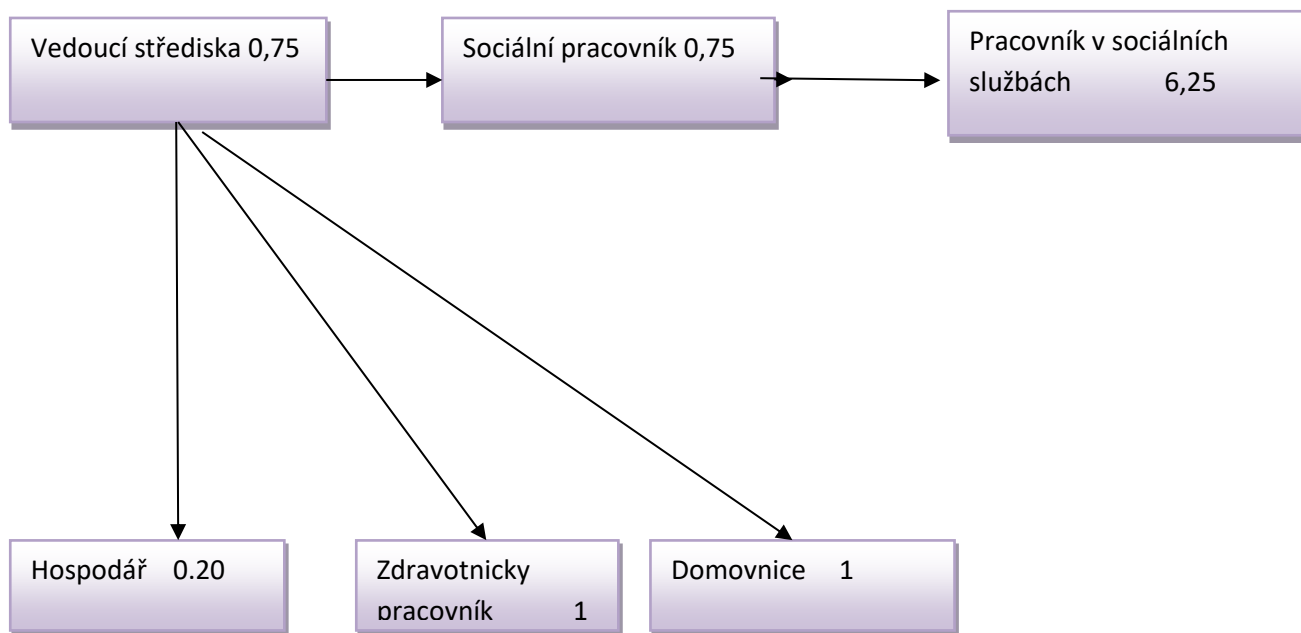 Vedoucí střediska 0,75
Sociální pracovník 0,75
Pracovník v sociálních
službách 6,25
Hospodář 0.20
Zdravotnicky
pracovník 1
Domovnice 1